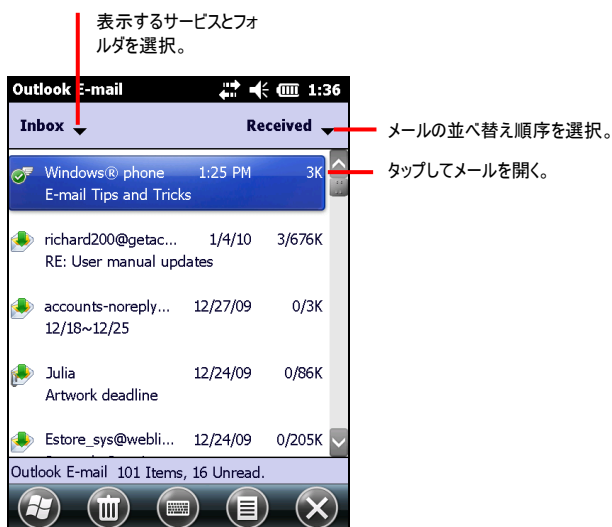 表示するサービスとフォ
ルダを選択。
Outlook E-mail 1:36
Inbox Received
メールの並べ替え順序を選択。
Windows® phone 1:25 PM 3K
タップしてメールを開く。
E-mail Tips and Tricks
richard200@getac... 1/4/10 3/676K
RE: User manual updates
accounts-noreply... 12/27/09 0/3K
12/18~12/25
Julia 12/24/09 0/86K
Artwork deadline
Estore_sys@webli... 12/24/09 0/205K
Outlook E-mail 101 Items, 16 Unread.